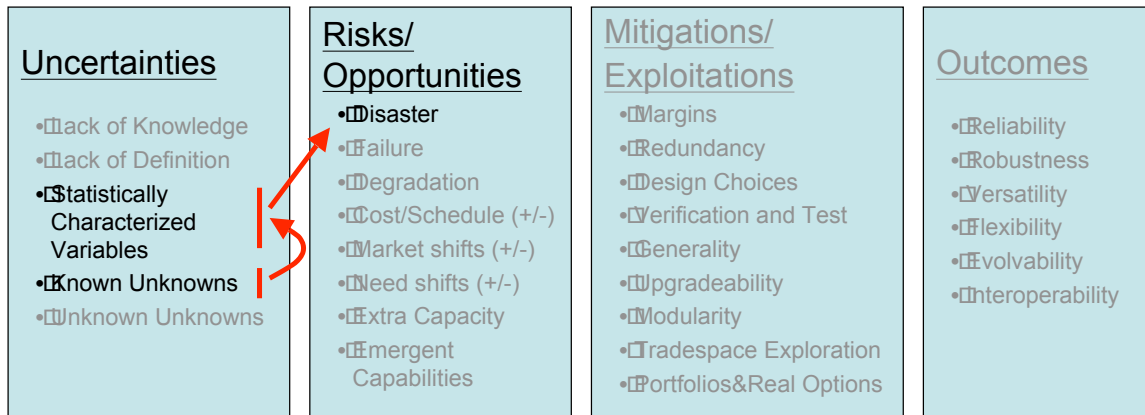 Uncertainties
• Lack of Knowledge
• Lack of Definition
• Statistically
Characterized
Variables
• Known Unknowns
• Unknown Unknowns
Risks/
Opportunities
• Disaster
• Failure
• Degradation
• Cost/Schedule (+/-)
• Market shifts (+/-)
• Need shifts (+/-)
• Extra Capacity
• Emergent
Capabilities
Mitigations/
Exploitations
• Margins
• Redundancy
• Design Choices
• Verification and Test
• Generality
• Upgradeability
• Modularity
• Tradespace Exploration
• Portfolios&Real Options
Outcomes
• Reliability
• Robustness
• Versatility
• Flexibility
• Evolvability
• Interoperability